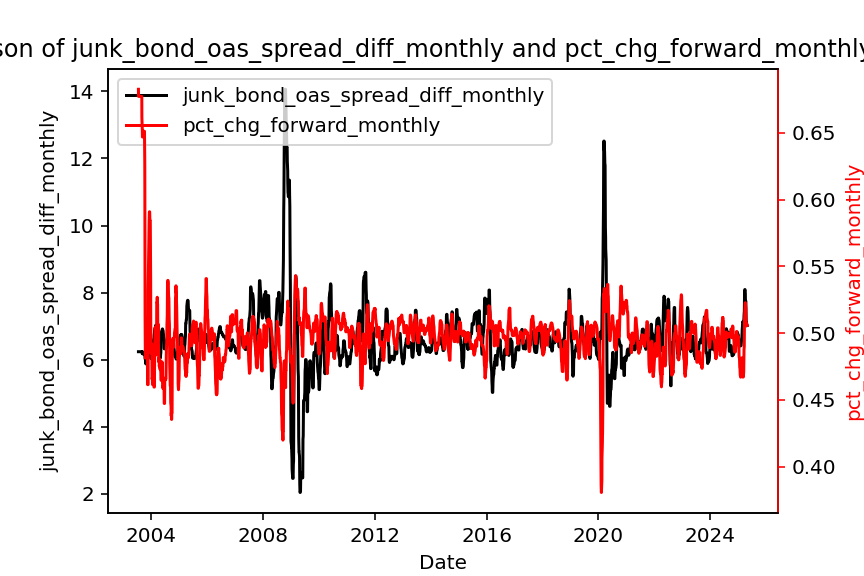 son of junk_bond_oas_spread_diff_monthly and pct_chg_forward_monthly
junk_bond_oas_spread_diff_monthly
pct_chg_forward_monthly
14
12
10
8
6
4
2
junk_bond_oas_spread_diff_monthly
0.65
0.60
0.55
0.50
0.45
0.40
pct_chg_forward_monthly
2004 2008 2012 2016 2020 2024
Date